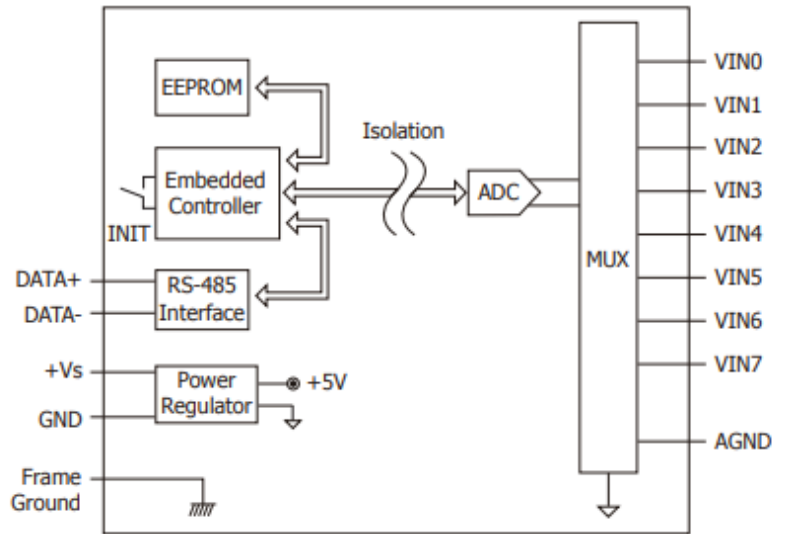 EEPROM
Isolation
Embedded
Controller
INIT
ADC
MUX
VIN0
VIN1
VIN2
VIN3
VIN4
VIN5
VIN6
VIN7
AGND
DATA+
DATA-
RS-485
Interface
+Vs
GND
Power
Regulator
+5V
Frame
Ground